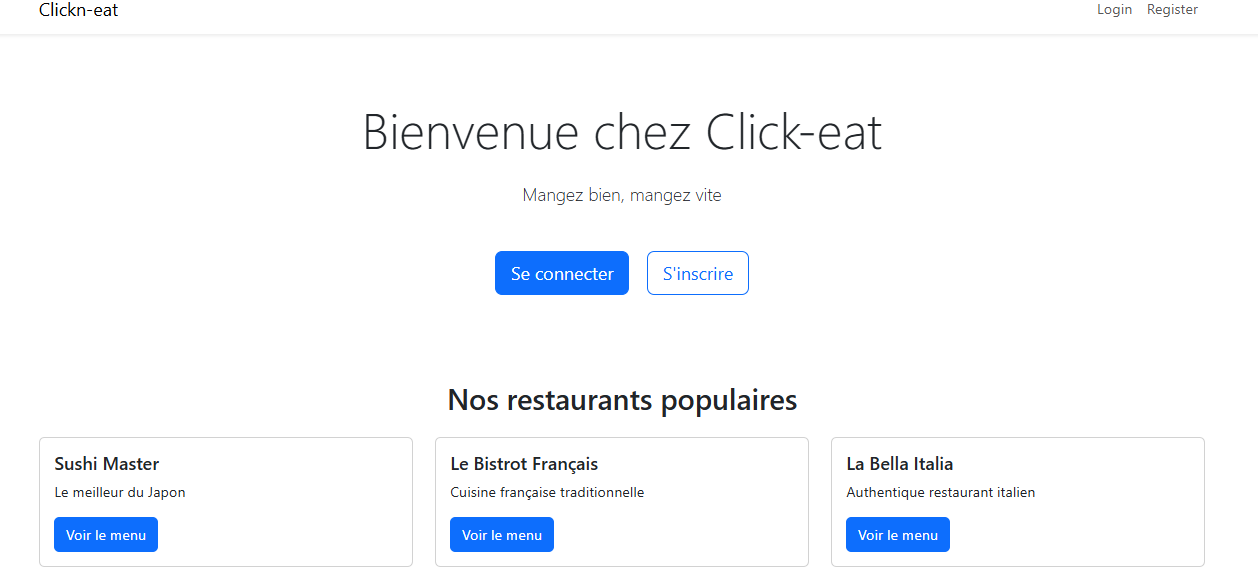 Clickn-eat
Login Register
Bienvenue chez Click-eat
Mangez bien, mangez vite
Se connecter S'inscrire
Nos restaurants populaires
Sushi Master
Le meilleur du Japon
Voir le menu
Le Bistrot Français
Cuisine française traditionnelle
Voir le menu
La Bella Italia
Authentique restaurant italien
Voir le menu